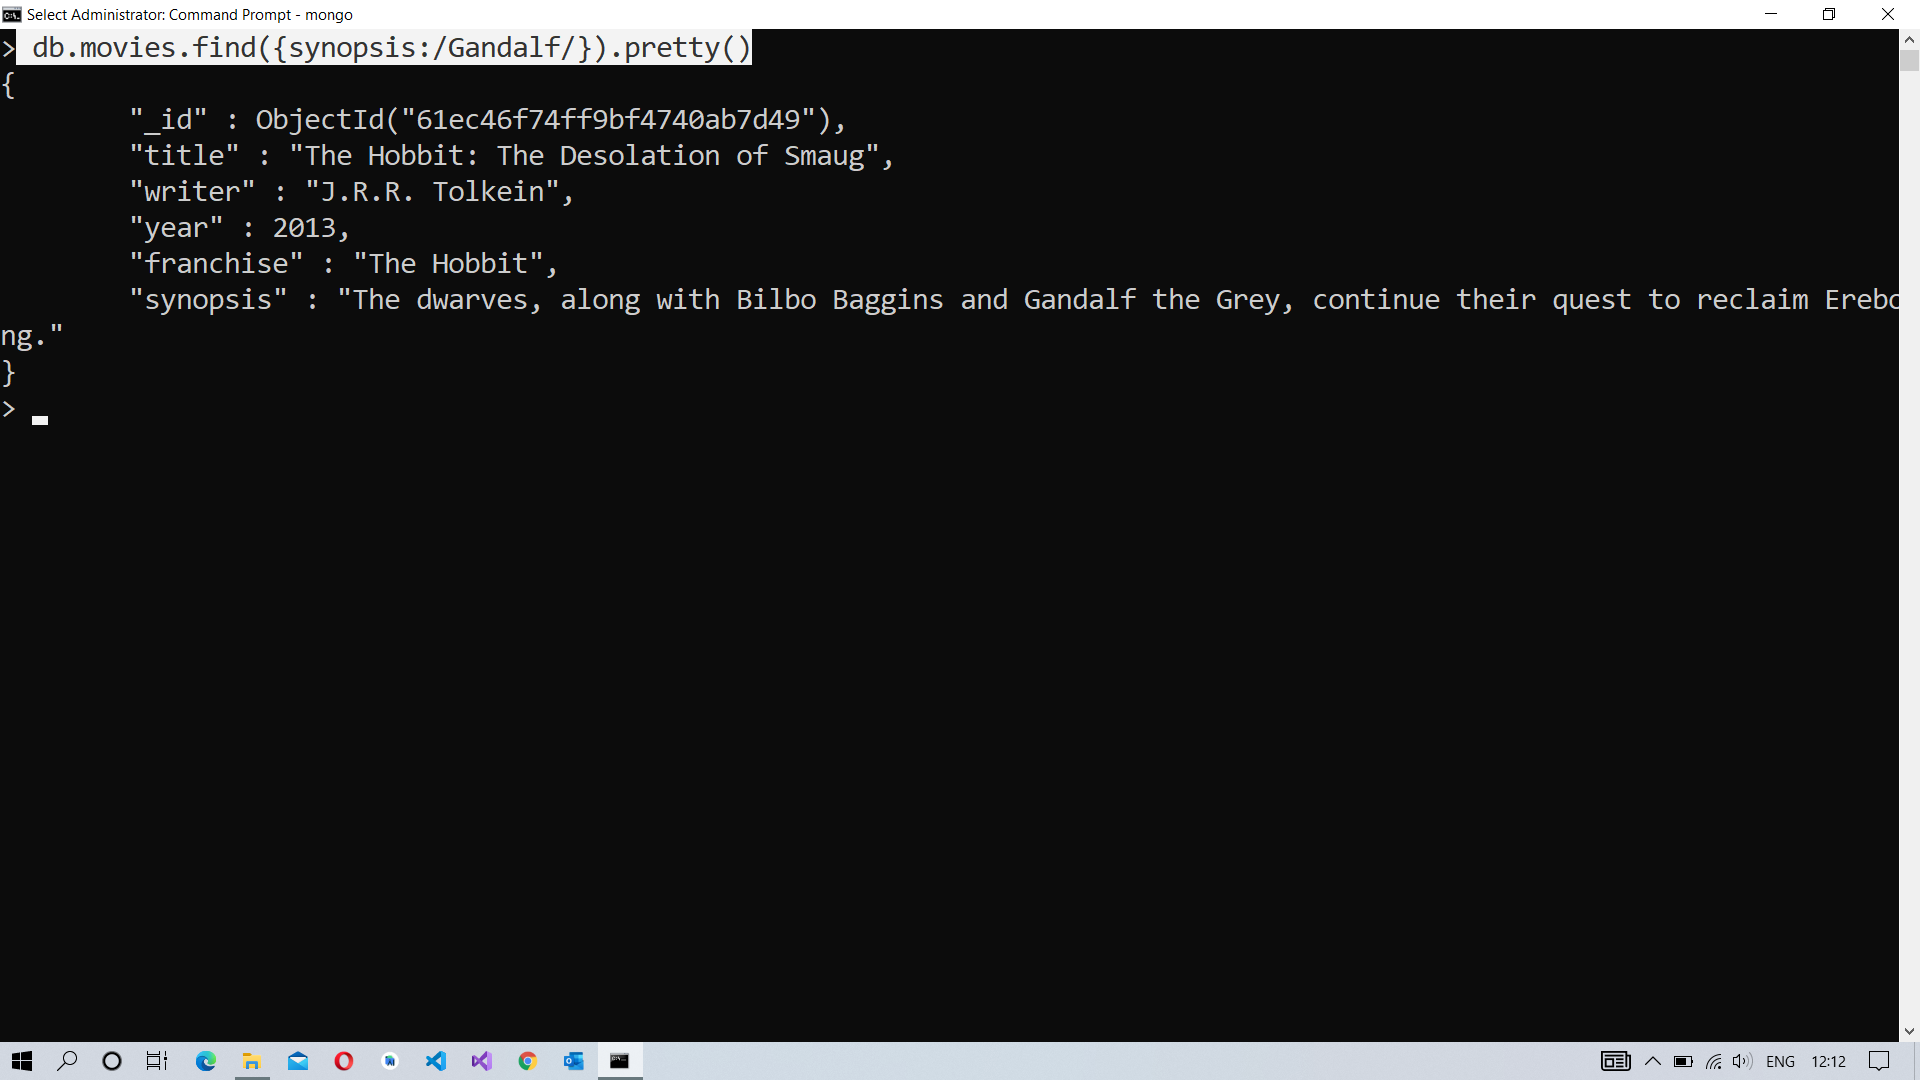 Select Administrator: Command Prompt - mongo
> db.movies.find({synopsis:/Gandalf/}).pretty()
{
"_id" : ObjectId("61ec46f74ff9bf4740ab7d49"),
"title" : "The Hobbit: The Desolation of Smaug",
"writer" : "J.R.R. Tolkein",
"year" : 2013,
"franchise" : "The Hobbit",
"synopsis" : "The dwarves, along with Bilbo Baggins and Gandalf the Grey, continue their quest to reclaim Erebo
ng."
}
>
ENG 12:12